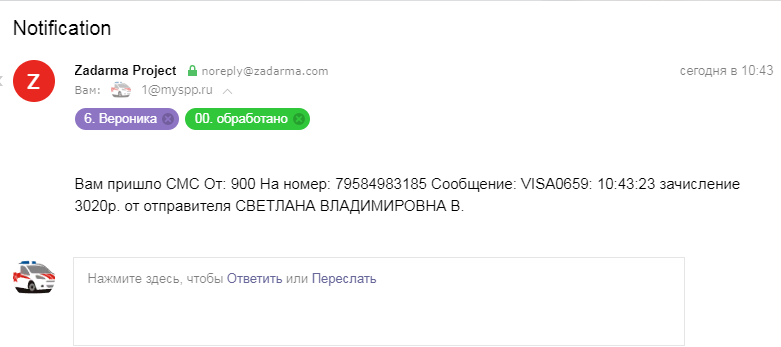 Notification
Z
Zadarma Project noreply@zadarma.com сегодня в 10:43
Вам: 1@myspp.ru
6. Вероника 00. обработано
Вам пришло СМС От: 900 На номер: 79584983185 Сообщение: VISA0659: 10:43:23 зачисление
3020р. от отправителя СВЕТЛАНА ВЛАДИМИРОВНА В.
Нажмите здесь, чтобы Ответить или Переслать